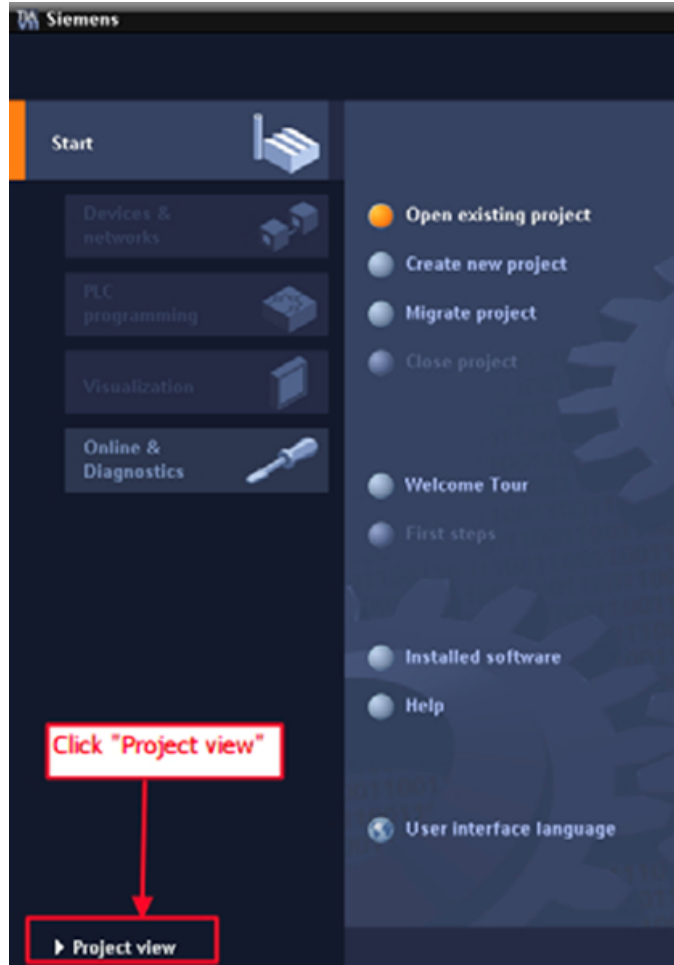 Siemens
Start
Devices &
networks
PLC
programming
Visualization
Online &
Diagnostics
Open existing project
Create new project
Migrate project
Close project
Welcome Tour
First steps
Installed software
Help
User interface language
Click "Project view"
Project view